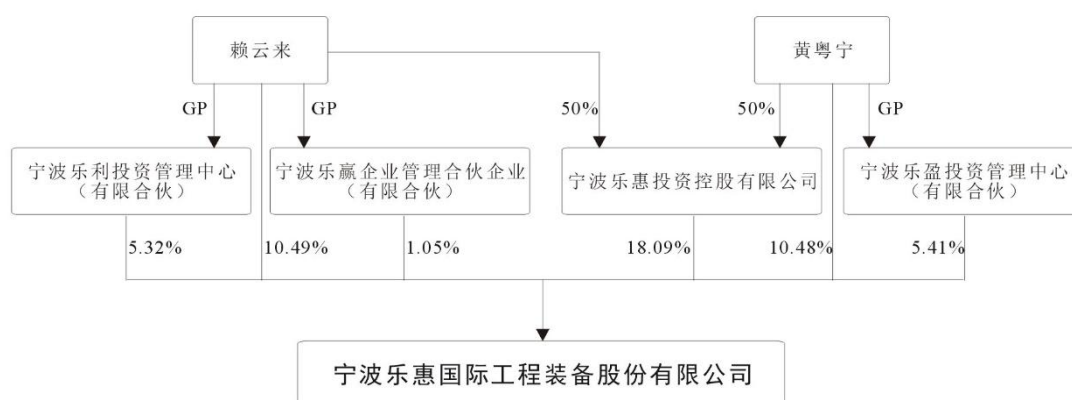 赖云来
黄粤宁
GP
GP
50%
50%
GP
宁波乐利投资管理中心
（有限合伙）
宁波乐赢企业管理合伙企业
（有限合伙）
宁波乐惠投资控股有限公司
宁波乐盈投资管理中心
（有限合伙）
5.32%
10.49%
1.05%
18.09%
10.48%
5.41%
宁波乐惠国际工程装备股份有限公司